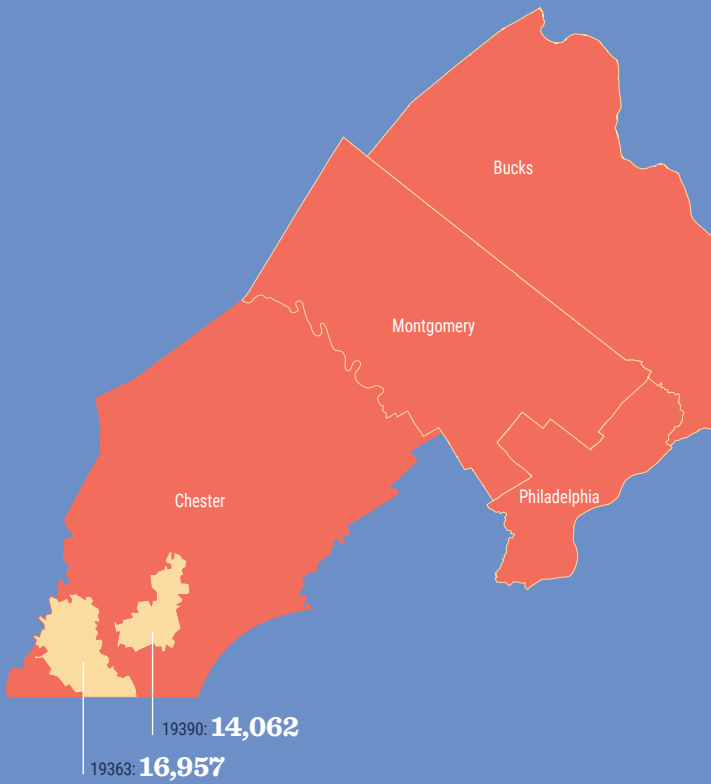 Bucks
Montgomery
Chester
Philadelphia
19390: 14,062
19363: 16,957